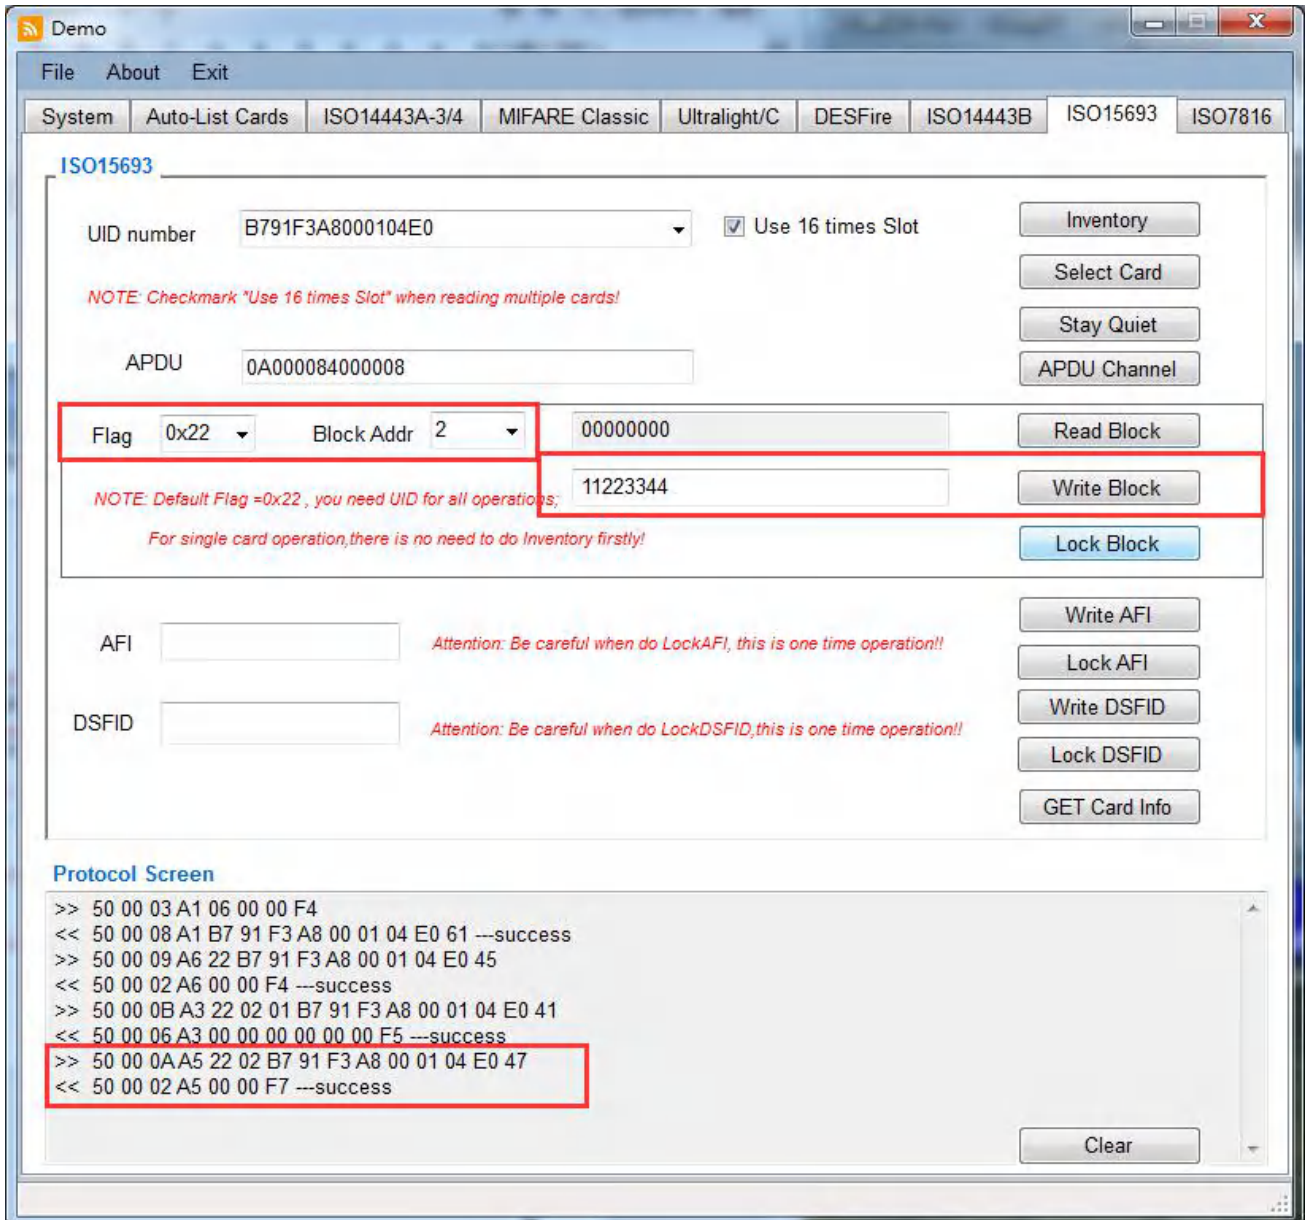 Demo
File About Exit
System Auto-List Cards ISO14443A-3/4 MIFARE Classic Ultralight/C DESFire ISO14443B ISO15693 ISO7816
ISO15693
UID number B791F3A8000104E0 Use 16 times Slot Inventory
Select Card
NOTE: Checkmark "Use 16 times Slot" when reading multiple cards!
Stay Quiet
APDU 0A000084000008 APDU Channel
Flag 0x22 Block Addr 2 00000000 Read Block
NOTE: Default Flag =0x22 , you need UID for all operations; 11223344 Write Block
For single card operation,there is no need to do Inventory firstly! Lock Block
Write AFI
AFI Attention: Be careful when do LockAFI, this is one time operation!!
Lock AFI
Write DSFID
DSFID Attention: Be careful when do LockDSFID,this is one time operation!!
Lock DSFID
GET Card Info
Protocol Screen
>> 50 00 03 A1 06 00 00 F4
<< 50 00 08 A1 B7 91 F3 A8 00 01 04 E0 61 ---success
>> 50 00 09 A6 22 B7 91 F3 A8 00 01 04 E0 45
<< 50 00 02 A6 00 00 F4 ---success
>> 50 00 0B A3 22 02 01 B7 91 F3 A8 00 01 04 E0 41
<< 50 00 06 A3 00 00 00 00 00 00 F5 ---success
>> 50 00 0A A5 22 02 B7 91 F3 A8 00 01 04 E0 47
<< 50 00 02 A5 00 00 F7 ---success
Clear